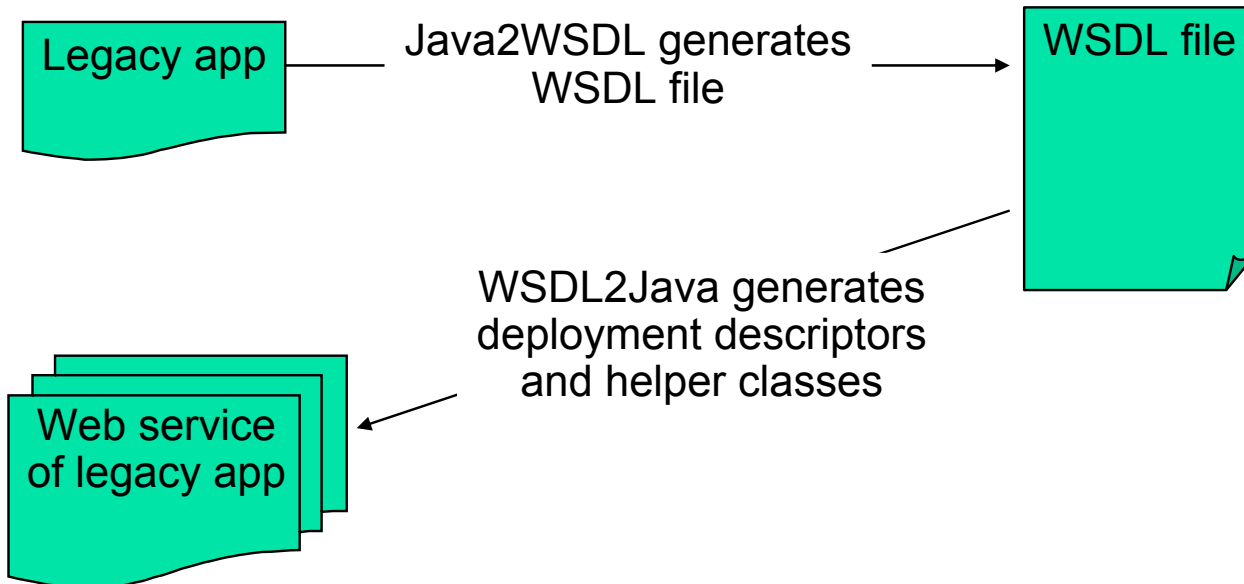 Legacy app
Java2WSDL generates
WSDL file
WSDL file
WSDL2Java generates
deployment descriptors
and helper classes
Web service
of legacy app